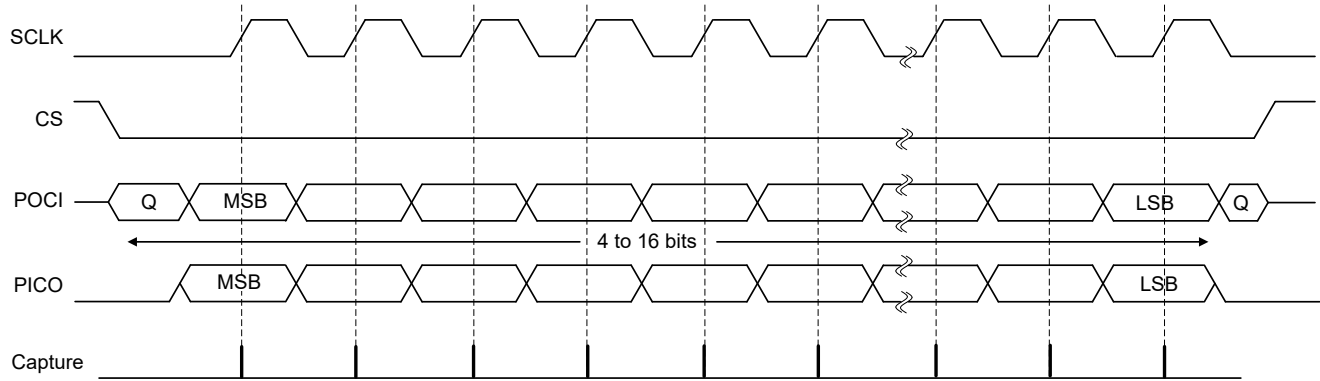 SCLK
CS
POCI Q MSB LSB Q
4 to 16 bits
PICO MSB LSB
Capture